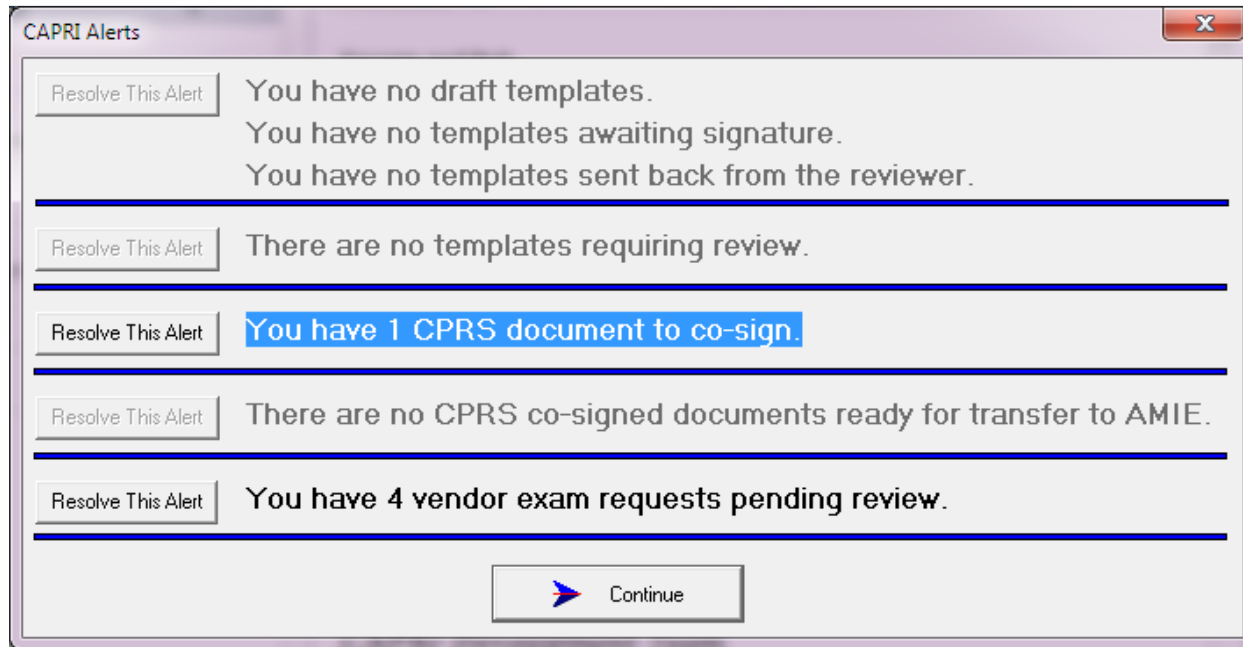 CAPRI Alerts
Resolve This Alert
You have no draft templates.
You have no templates awaiting signature.
You have no templates sent back from the reviewer.
Resolve This Alert
There are no templates requiring review.
Resolve This Alert
You have 1 CPRS document to co-sign.
Resolve This Alert
There are no CPRS co-signed documents ready for transfer to AMIE.
Resolve This Alert
You have 4 vendor exam requests pending review.
Continue